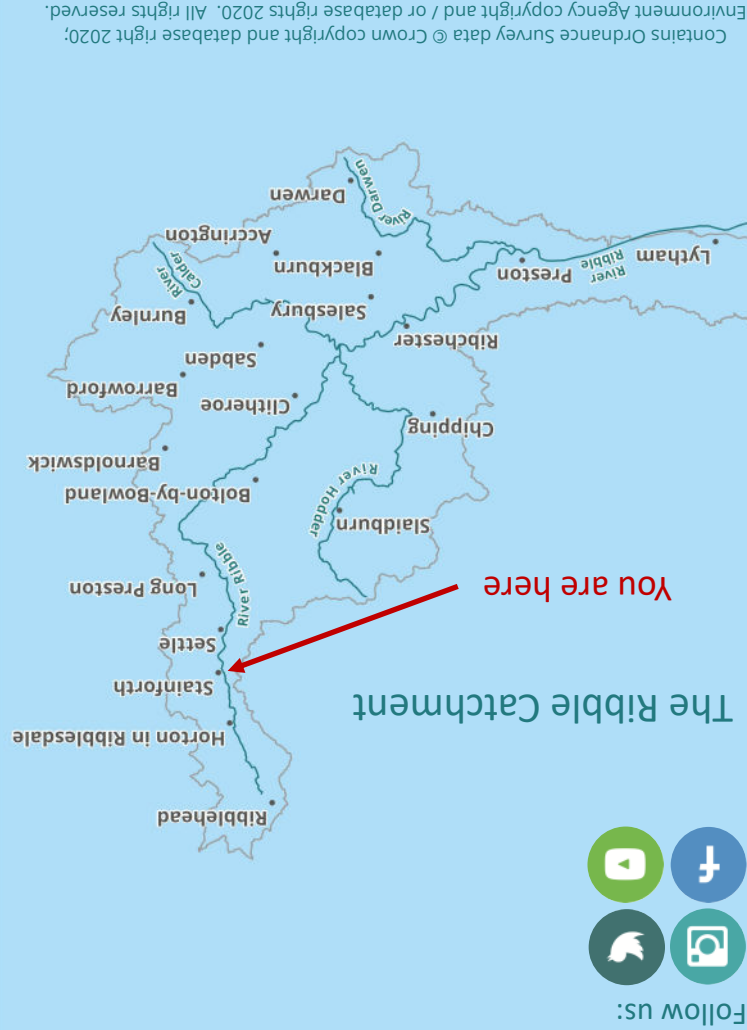 Follow us:
The Ribble Catchment
You are here
Ribblehead
Horton in Ribblesdale
Stainforth
Settle
Long Preston
River Ribble
Slaidburn
River Hodder
Bolton-by-Bowland
Barnoldswick
Chipping
Clitheroe
Barrowford
Sabden
Ribchester
Salesbury
Burnley
Lytham
River
Ribble
Preston
Blackburn
River
Calder
Accrington
River Darwen
Darwen
Contains Ordnance Survey data © Crown copyright and database right 2020;
Environment Agency copyright and / or database rights 2020. All rights reserved.